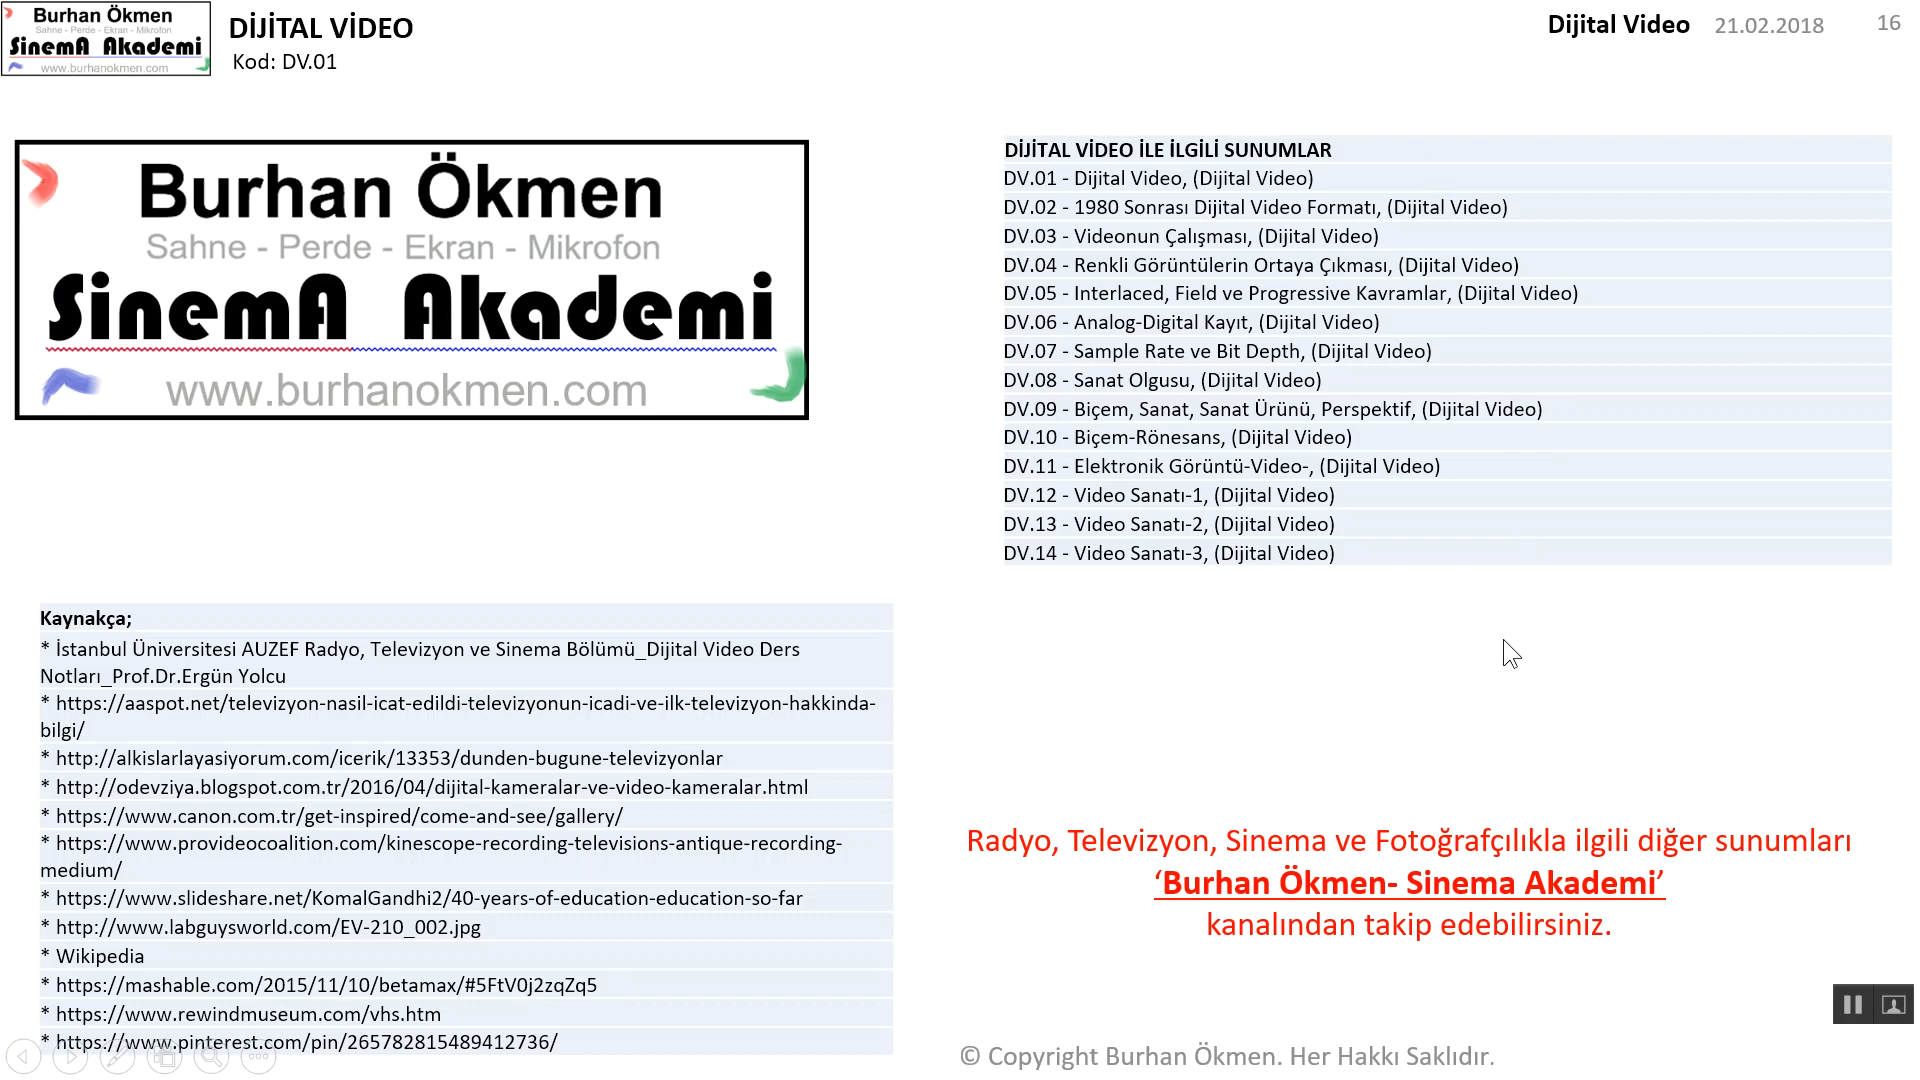 Burhan Ökmen
Sahne - Perde - Ekran - Mikrofon
SinemA Akademi
www.burhanokmen.com
DİJİTAL VİDEO
Kod: DV.01
Dijital Video 21.02.2018 16
Burhan Ökmen
Sahne - Perde - Ekran - Mikrofon
SinemA Akademi
www.burhanokmen.com
DİJİTAL VİDEO İLE İLGİLİ SUNUMLAR
DV.01 - Dijital Video, (Dijital Video)
DV.02 - 1980 Sonrası Dijital Video Formatı, (Dijital Video)
DV.03 - Videonun Çalışması, (Dijital Video)
DV.04 - Renkli Görüntülerin Ortaya Çıkması, (Dijital Video)
DV.05 - Interlaced, Field ve Progressive Kavramlar, (Dijital Video)
DV.06 - Analog-Digital Kayıt, (Dijital Video)
DV.07 - Sample Rate ve Bit Depth, (Dijital Video)
DV.08 - Sanat Olgusu, (Dijital Video)
DV.09 - Biçem, Sanat, Sanat Ürünü, Perspektif, (Dijital Video)
DV.10 - Biçem-Rönesans, (Dijital Video)
DV.11 - Elektronik Görüntü-Video-, (Dijital Video)
DV.12 - Video Sanatı-1, (Dijital Video)
DV.13 - Video Sanatı-2, (Dijital Video)
DV.14 - Video Sanatı-3, (Dijital Video)
Kaynakça;
* İstanbul Üniversitesi AUZEF Radyo, Televizyon ve Sinema Bölümü_Dijital Video Ders
Notları_Prof.Dr.Ergün Yolcu
* https://aaspot.net/televizyon-nasil-icat-edildi-televizyonun-icadi-ve-ilk-televizyon-hakkinda-
bilgi/
* http://alkislarlayasiyorum.com/icerik/13353/dunden-bugune-televizyonlar
* http://odevziya.blogspot.com.tr/2016/04/dijital-kameralar-ve-video-kameralar.html
* https://www.canon.com.tr/get-inspired/come-and-see/gallery/
* https://www.provideocoalition.com/kinescope-recording-televisions-antique-recording-
medium/
* https://www.slideshare.net/KomalGandhi2/40-years-of-education-education-so-far
* http://www.labguysworld.com/EV-210_002.jpg
* Wikipedia
* https://mashable.com/2015/11/10/betamax/#5FtV0j2zqZq5
* https://www.rewindmuseum.com/vhs.htm
* https://www.pinterest.com/pin/265782815489412736/
Radyo, Televizyon, Sinema ve Fotoğrafçılıkla ilgili diğer sunumları
‘Burhan Ökmen- Sinema Akademi’
kanalından takip edebilirsiniz.
© Copyright Burhan Ökmen. Her Hakkı Saklıdır.